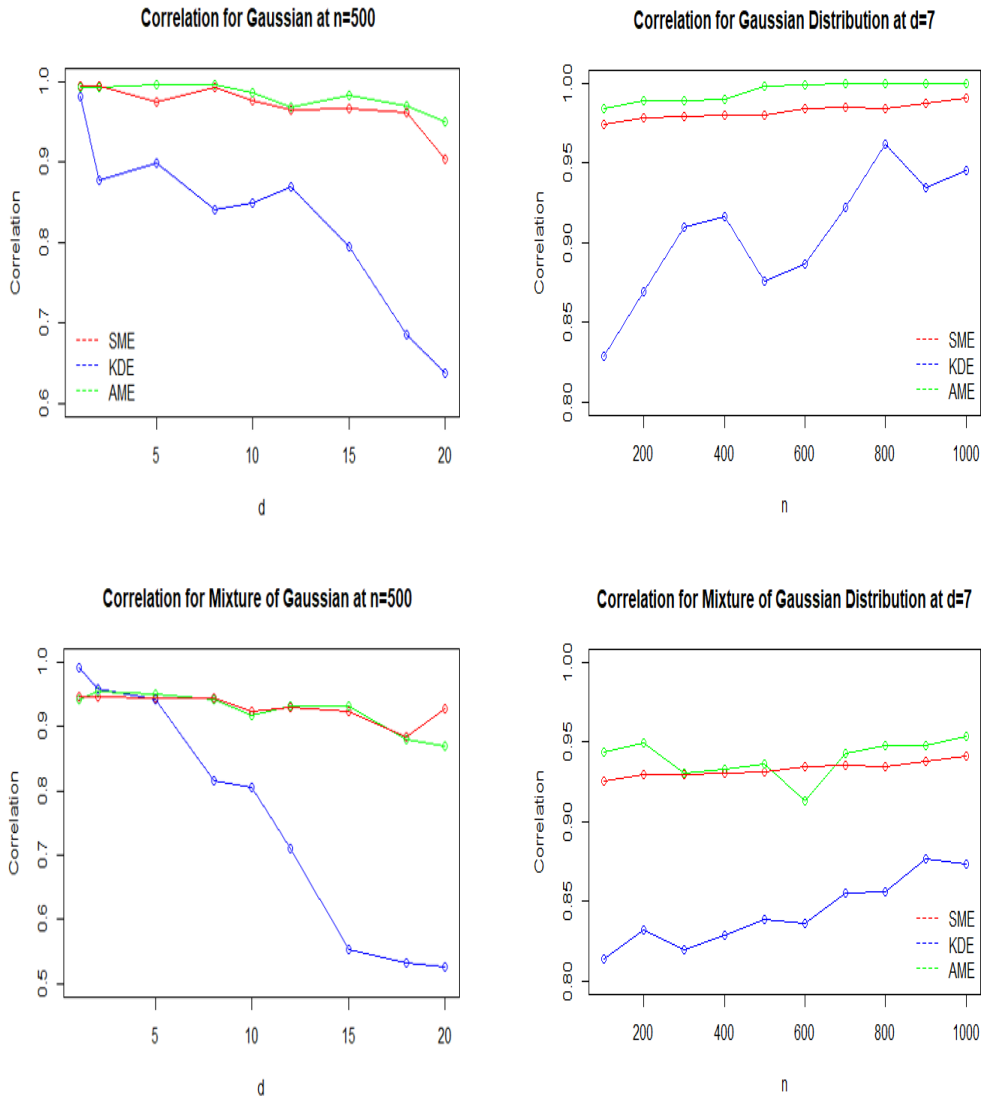 Correlation for Gaussian at n=500
Correlation
1.0
0.9
0.8
0.7
0.6
SME
KDE
AME
5
10
15
20
d
Correlation for Gaussian Distribution at d=7
Correlation
1.00
0.95
0.90
0.85
0.80
SME
KDE
AME
200
400
600
800
1000
n
Correlation for Mixture of Gaussian at n=500
Correlation
1.0
0.9
0.8
0.7
0.6
0.5
5
10
15
20
d
Correlation for Mixture of Gaussian Distribution at d=7
Correlation
1.00
0.95
0.90
0.85
0.80
SME
KDE
AME
200
400
600
800
1000
n